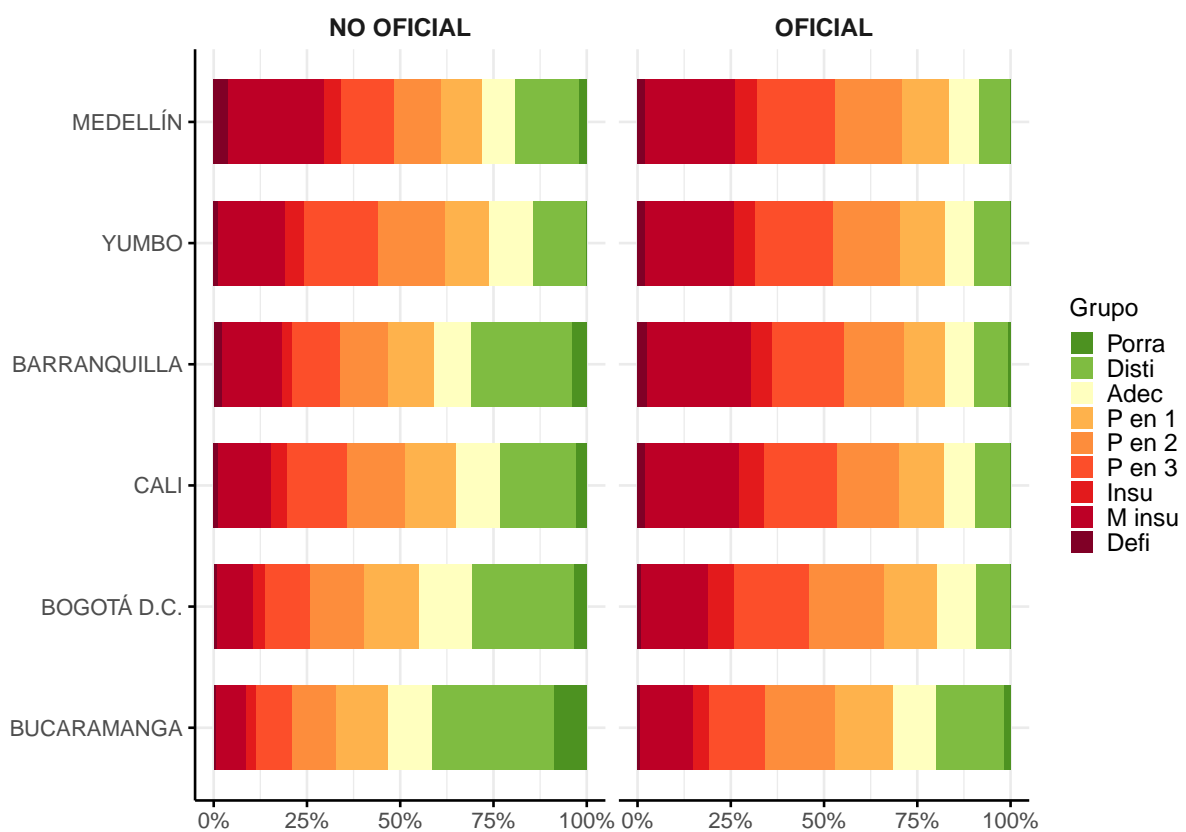 NO OFICIAL
OFICIAL
MEDELLÍN
YUMBO
BARRANQUILLA
CALI
BOGOTÁ D.C.
BUCARAMANGA
0% 25% 50% 75% 100% 0% 25% 50% 75% 100%
Grupo
Porra
Disti
Adec
P en 1
P en 2
P en 3
Insu
M insu
Defi